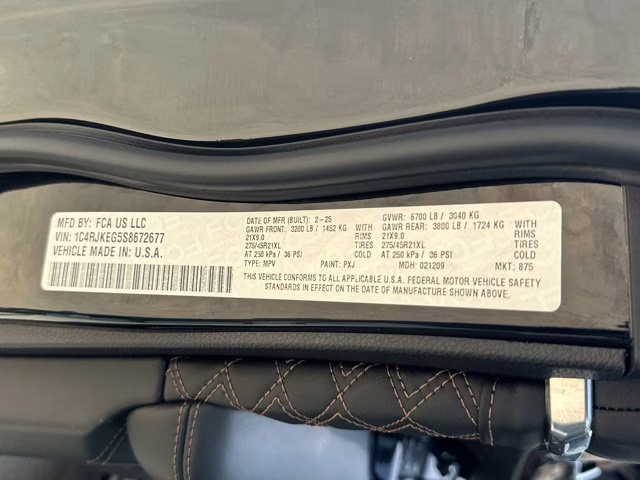 MFD BY: FCA US LLC
VIN: 1C4RJKEG5S8672677
VEHICLE MADE IN: U.S.A.
DATE OF MFR (BUILT): 2-25 GVWR: 6700 LB / 3040 KG
GAWR FRONT: 3200 LB / 1452 KG WITH GAWR REAR: 3800 LB / 1724 KG WITH
21X9.0 RIMS 21X9.0 RIMS
275/45R21XL TIRES 275/45R21XL TIRES
AT 250 kPa / 36 PSI COLD AT 250 kPa / 36 PSI COLD
TYPE: MPV PAINT: PXJ MDH: 021209 MKT: 875
THIS VEHICLE CONFORMS TO ALL APPLICABLE U.S.A. FEDERAL MOTOR VEHICLE SAFETY
STANDARDS IN EFFECT ON THE DATE OF MANUFACTURE SHOWN ABOVE.